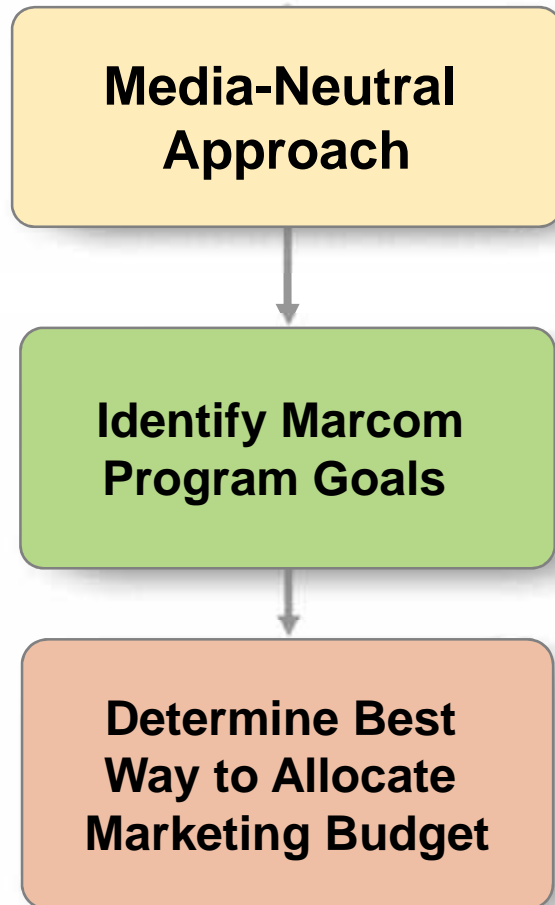 Media-Neutral
Approach
Identify Marcom
Program Goals
Determine Best
Way to Allocate
Marketing Budget